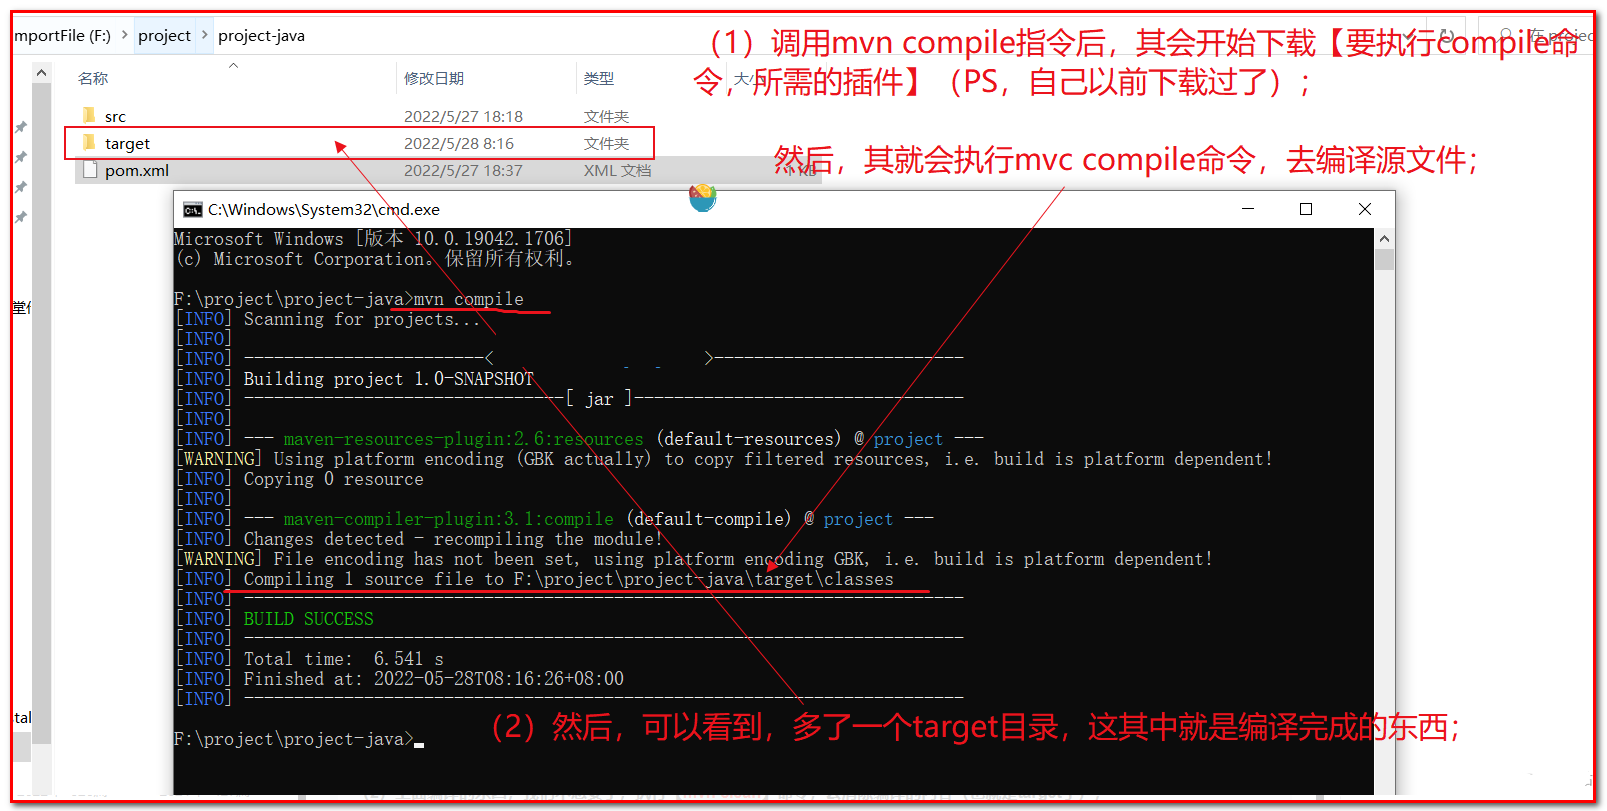 mportFile (F:) > project > project-java
(1）调用mvn compile指令后，其会开始下载【要执行compile命
令，所需的插件】（PS，自己以前下载过了）；
名称 修改日期 类型
src 2022/5/27 18:18 文件夹
target 2022/5/28 8:16 文件夹
pom.xml 2022/5/27 18:37 XML 文档 1 KB
然后，其就会执行mvc compile命令，去编译源文件；
C:\Windows\System32\cmd.exe
Microsoft Windows [版本 10.0.19042.1706]
(c) Microsoft Corporation。保留所有权利。
F:\project\project-java>mvn compile
[INFO] Scanning for projects...
[INFO]
[INFO] ------------------------< >-------------------------
[INFO] Building project 1.0-SNAPSHOT
[INFO] --------------------------------[ jar ]---------------------------------
[INFO]
[INFO] --- maven-resources-plugin:2.6:resources (default-resources) @ project ---
[WARNING] Using platform encoding (GBK actually) to copy filtered resources, i.e. build is platform dependent!
[INFO] Copying 0 resource
[INFO]
[INFO] --- maven-compiler-plugin:3.1:compile (default-compile) @ project ---
[INFO] Changes detected - recompiling the module!
[WARNING] File encoding has not been set, using platform encoding GBK, i.e. build is platform dependent!
[INFO] Compiling 1 source file to F:\project\project-java\target\classes
[INFO] ------------------------------------------------------------------------
[INFO] BUILD SUCCESS
[INFO] ------------------------------------------------------------------------
[INFO] Total time:  6.541 s
[INFO] Finished at: 2022-05-28T08:16:26+08:00
[INFO] ------------------------------------------------------------------------
（2）然后，可以看到，多了一个target目录，这其中就是编译完成的东西；
F:\project\project-java>